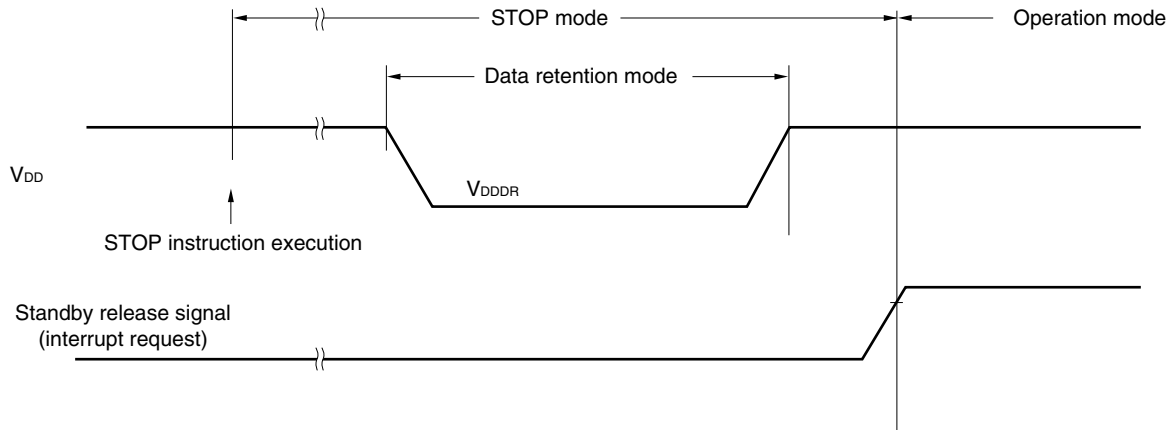 STOP mode
Operation mode
Data retention mode
VDD
VDDDR
STOP instruction execution
Standby release signal
(interrupt request)